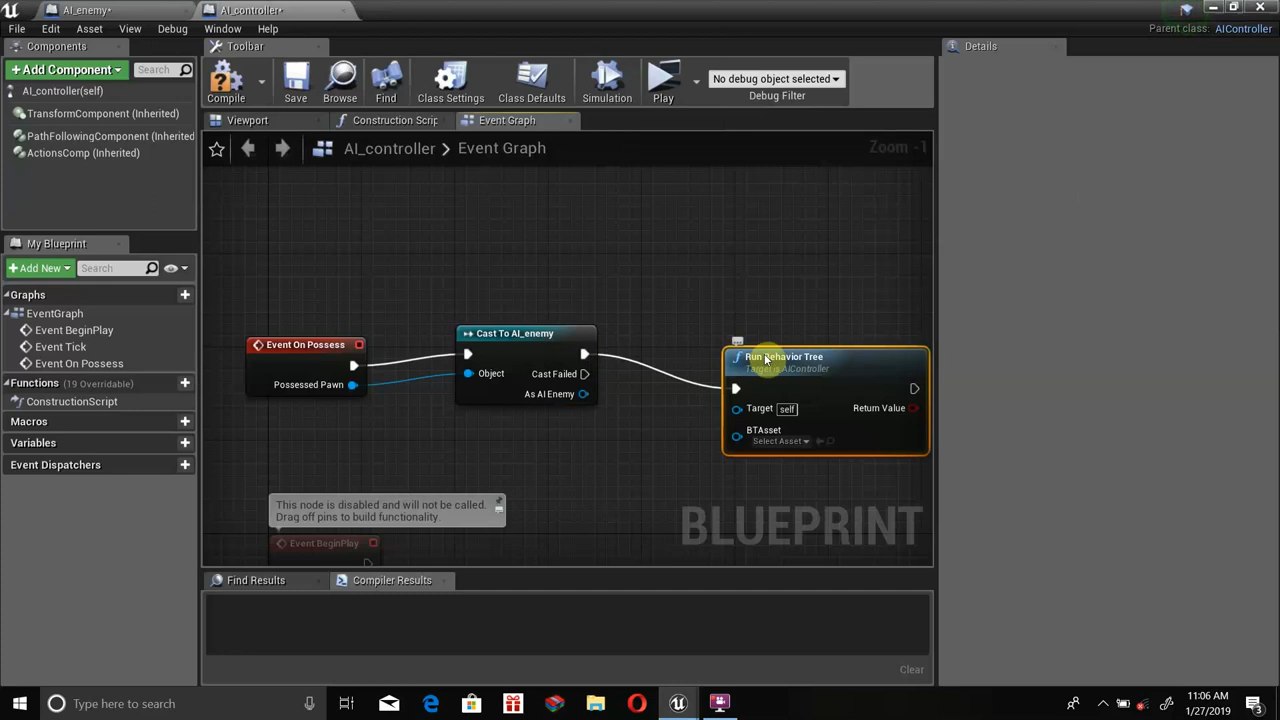 AI_enemy*
AI_controller*
File Edit Asset View Debug Window Help
Parent class: AIController
Components
Toolbar
Details
+Add Component
Search
AI_controller(self)
TransformComponent (Inherited)
PathFollowingComponent (Inherited
ActionsComp (Inherited)
Compile
Save
Browse
Find
Class Settings
Class Defaults
Simulation
Play
No debug object selected
Debug Filter
Viewport
Construction Scrip
Event Graph
AI_controller > Event Graph
Zoom -1
My Blueprint
+Add New
Search
Graphs
EventGraph
Event BeginPlay
Event Tick
Event On Possess
Functions (19 Overridable)
ConstructionScript
Macros
Variables
Event Dispatchers
Event On Possess
Possessed Pawn
Cast To AI_enemy
Object
Cast Failed
As AI Enemy
Run Behavior Tree
Target is AIController
Target self
Return Value
BTAsset
Select Asset
This node is disabled and will not be called.
Drag off pins to build functionality.
Event BeginPlay
BLUEPRINT
Find Results
Compiler Results
Clear
Type here to search
11:06 AM
1/27/2019
3